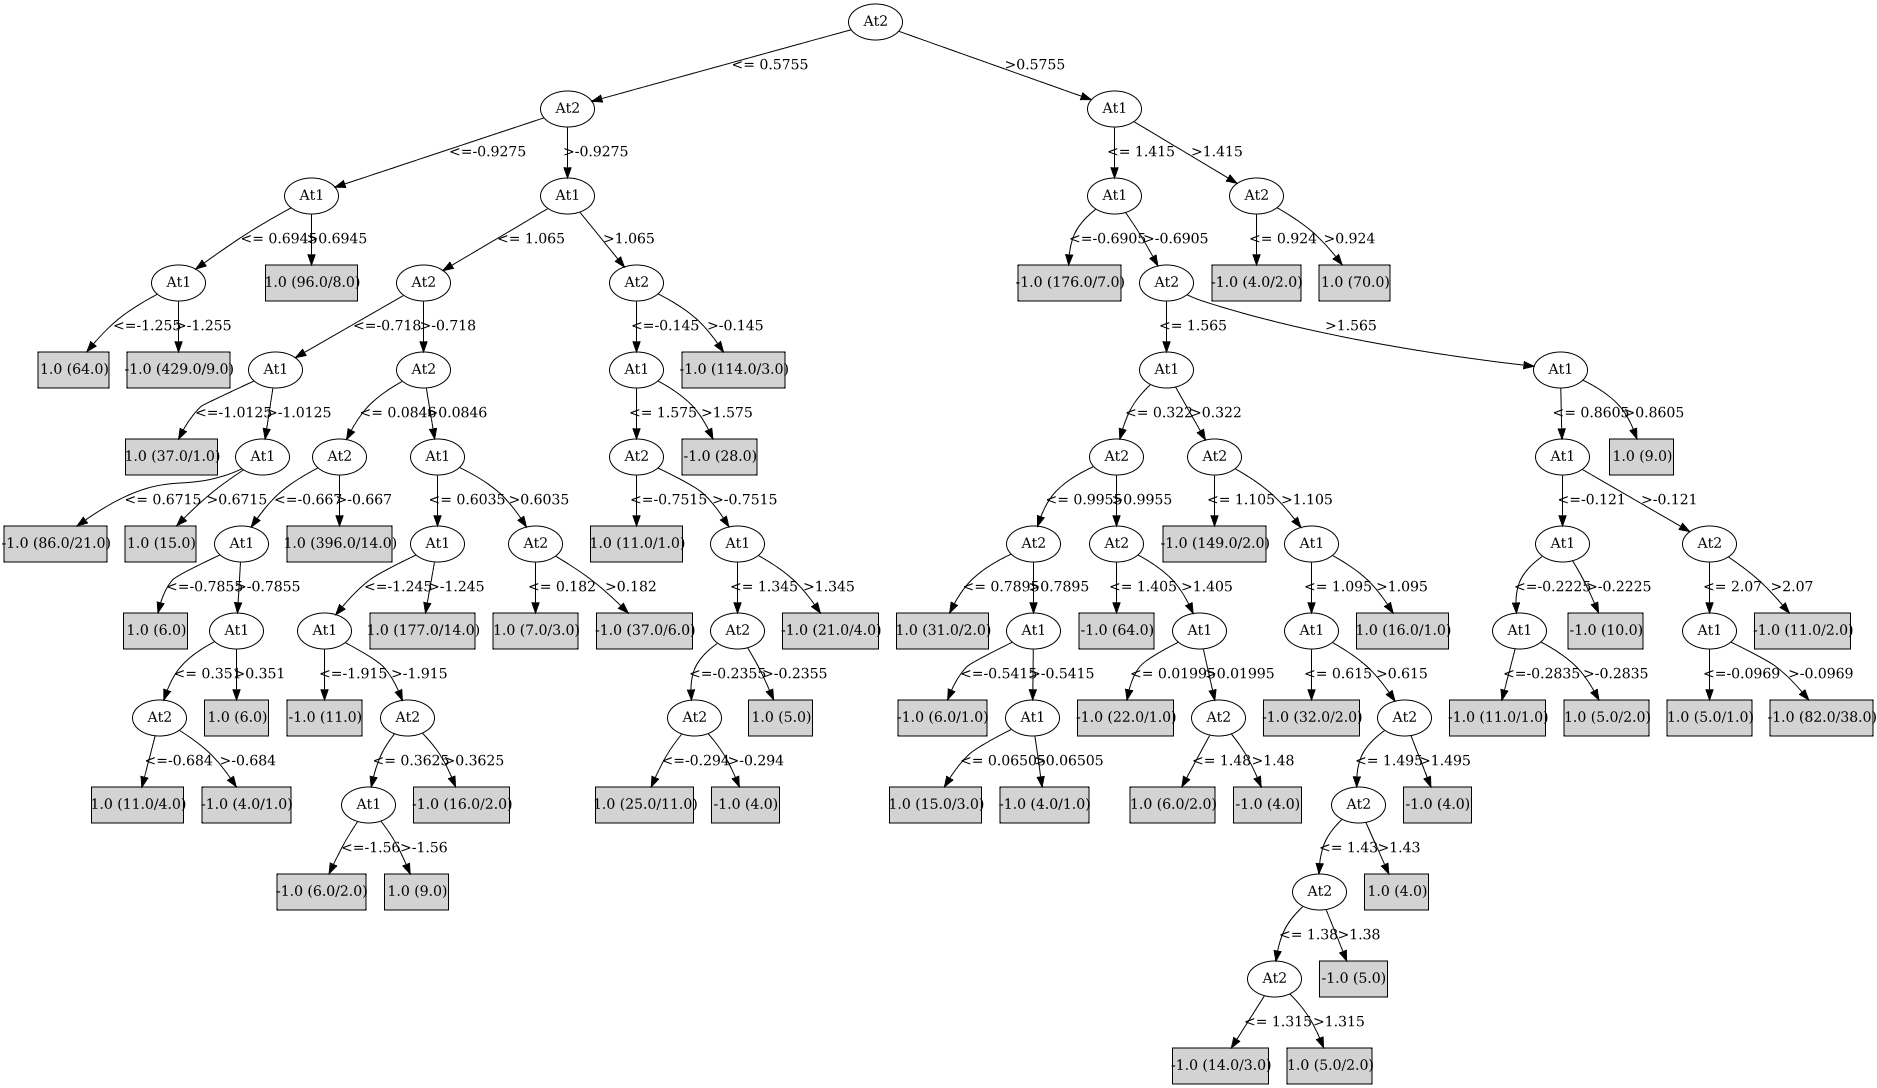 At2
<= 0.5755 >0.5755
At2 At1
<=-0.9275 >-0.9275 <= 1.415 >1.415
At1 At1 At1 At2
<= 0.6945 >0.6945 <= 1.065 >1.065 <=-0.6905 >-0.6905 <= 0.924 >0.924
At1 1.0 (96.0/8.0) At2 At2 -1.0 (176.0/7.0) At2 -1.0 (4.0/2.0) 1.0 (70.0)
<=-1.255 >-1.255 <=-0.718 >-0.718 <=-0.145 >-0.145 <= 1.565 >1.565
1.0 (64.0) -1.0 (429.0/9.0) At1 At2 At1 -1.0 (114.0/3.0) At1 At1
<=-1.0125 >-1.0125 <= 0.0846 >0.0846 <= 1.575 >1.575 <= 0.322 >0.322 <= 0.8605 >0.8605
1.0 (37.0/1.0) At1 At2 At1 At2 -1.0 (28.0) At2 At2 At1 1.0 (9.0)
<= 0.6715 >0.6715 <=-0.667 >-0.667 <= 0.6035 >0.6035 <=-0.7515 >-0.7515 <= 0.9955 >0.9955 <= 1.105 >1.105 <=-0.121 >-0.121
-1.0 (86.0/21.0) 1.0 (15.0) At1 1.0 (396.0/14.0) At1 At2 1.0 (11.0/1.0) At1 At2 At2 -1.0 (149.0/2.0) At1 At1 At2
<=-0.7855 >-0.7855 <=-1.245 >-1.245 <= 0.182 >0.182 <= 1.345 >1.345 <= 0.7895 >0.7895 <= 1.405 >1.405 <= 1.095 >1.095 <=-0.2225 >-0.2225 <= 2.07 >2.07
1.0 (6.0) At1 At1 1.0 (177.0/14.0) 1.0 (7.0/3.0) -1.0 (37.0/6.0) At2 -1.0 (21.0/4.0) 1.0 (31.0/2.0) At1 -1.0 (64.0) At1 At1 1.0 (16.0/1.0) At1 -1.0 (10.0) At1 -1.0 (11.0/2.0)
<= 0.351 >0.351 <=-1.915 >-1.915 <=-0.2355 >-0.2355 <=-0.5415 >-0.5415 <= 0.01995 >0.01995 <= 0.615 >0.615 <=-0.2835 >-0.2835 <=-0.0969 >-0.0969
At2 1.0 (6.0) -1.0 (11.0) At2 At2 1.0 (5.0) -1.0 (6.0/1.0) At1 -1.0 (22.0/1.0) At2 -1.0 (32.0/2.0) At2 -1.0 (11.0/1.0) 1.0 (5.0/2.0) 1.0 (5.0/1.0) -1.0 (82.0/38.0)
<=-0.684 >-0.684 <= 0.3625 >0.3625 <=-0.294 >-0.294 <= 0.06505 >0.06505 <= 1.48 >1.48 <= 1.495 >1.495
1.0 (11.0/4.0) -1.0 (4.0/1.0) At1 -1.0 (16.0/2.0) 1.0 (25.0/11.0) -1.0 (4.0) 1.0 (15.0/3.0) -1.0 (4.0/1.0) 1.0 (6.0/2.0) -1.0 (4.0) At2 -1.0 (4.0)
<=-1.56 >-1.56 <= 1.43 >1.43
-1.0 (6.0/2.0) 1.0 (9.0) At2 1.0 (4.0)
<= 1.38 >1.38
At2 -1.0 (5.0)
<= 1.315 >1.315
-1.0 (14.0/3.0) 1.0 (5.0/2.0)